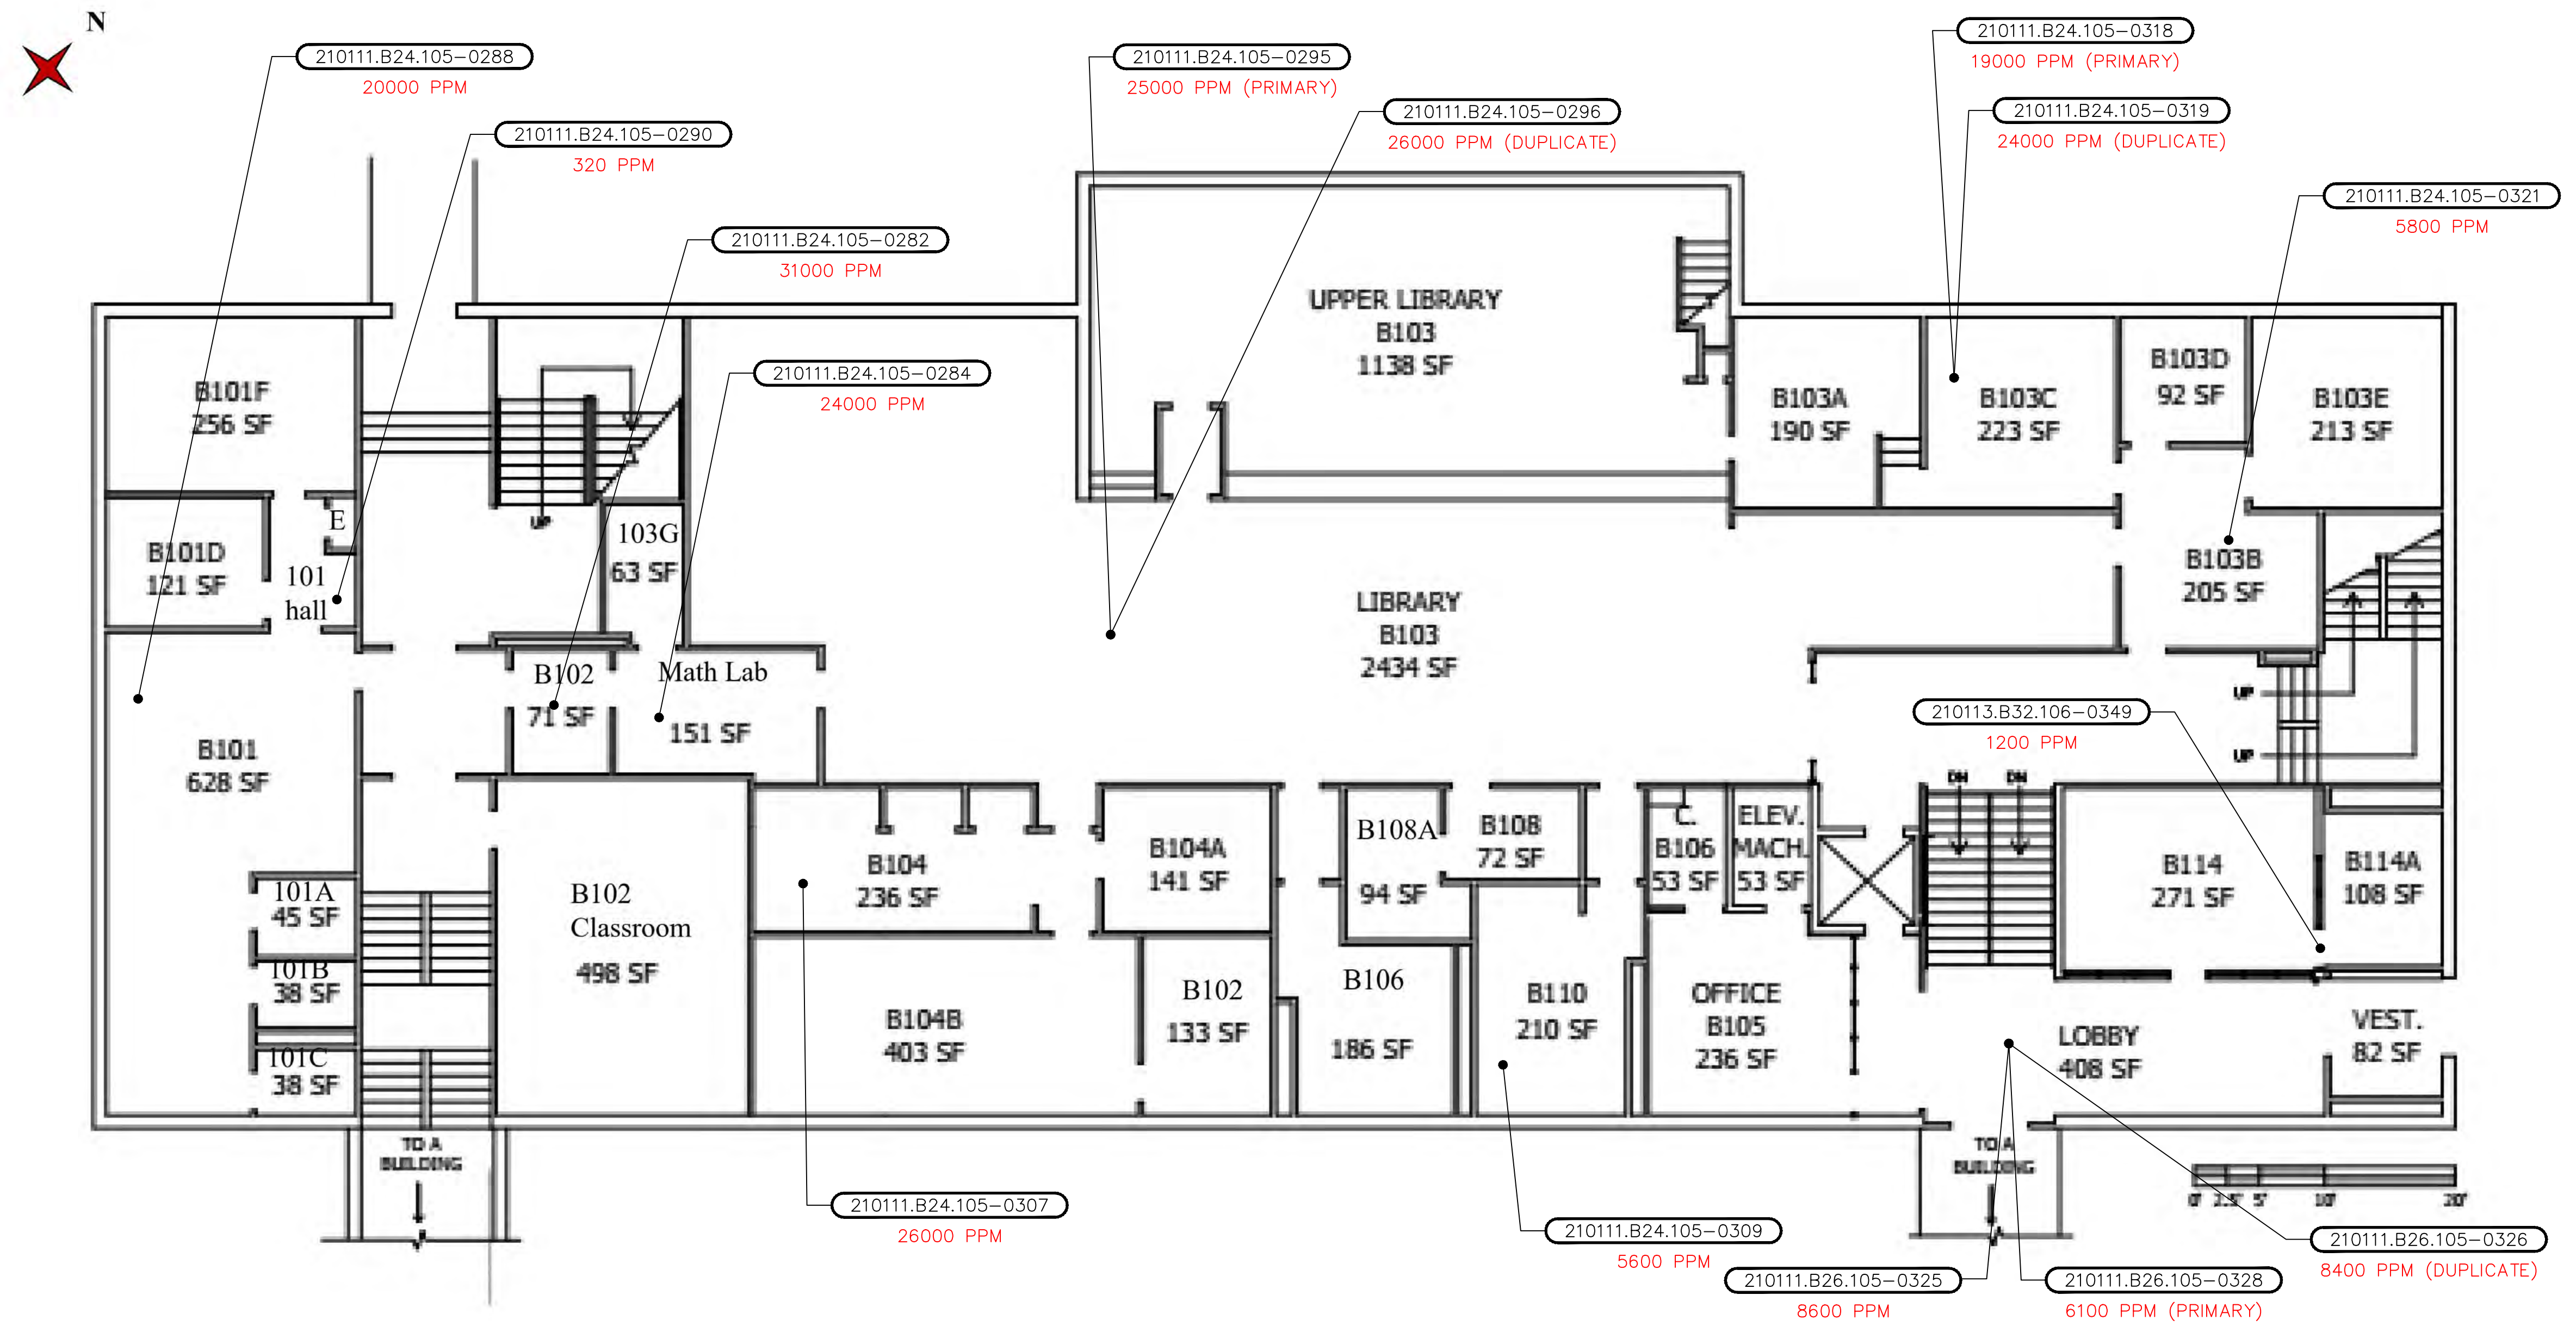 N
210111.B24.105-0288
20000 PPM
210111.B24.105-0290
320 PPM
210111.B24.105-0282
31000 PPM
210111.B24.105-0284
24000 PPM
210111.B24.105-0295
25000 PPM (PRIMARY)
210111.B24.105-0296
26000 PPM (DUPLICATE)
210111.B24.105-0318
19000 PPM (PRIMARY)
210111.B24.105-0319
24000 PPM (DUPLICATE)
210111.B24.105-0321
5800 PPM
UPPER LIBRARY
B103
1138 SF
B101F
256 SF
B103A
190 SF
B103C
223 SF
B103D
92 SF
B103E
213 SF
E
B101D
121 SF
101
hall
UP
103G
63 SF
LIBRARY
B103
2434 SF
B103B
205 SF
B102
71 SF
Math Lab
151 SF
B101
628 SF
UP
UP
210113.B32.106-0349
1200 PPM
DN
DN
101A
45 SF
101B
38 SF
101C
38 SF
B102
Classroom
498 SF
B104
236 SF
B104A
141 SF
B108A
94 SF
B108
72 SF
C.
B106
53 SF
ELEV.
MACH.
53 SF
B114
271 SF
B114A
108 SF
B104B
403 SF
B102
133 SF
B106
186 SF
B110
210 SF
OFFICE
B105
236 SF
LOBBY
408 SF
VEST.
82 SF
TO A
BUILDING
TO A
BUILDING
0' 2.5' 5' 10' 20'
210111.B24.105-0307
26000 PPM
210111.B24.105-0309
5600 PPM
210111.B26.105-0325
8600 PPM
210111.B26.105-0328
6100 PPM (PRIMARY)
210111.B26.105-0326
8400 PPM (DUPLICATE)